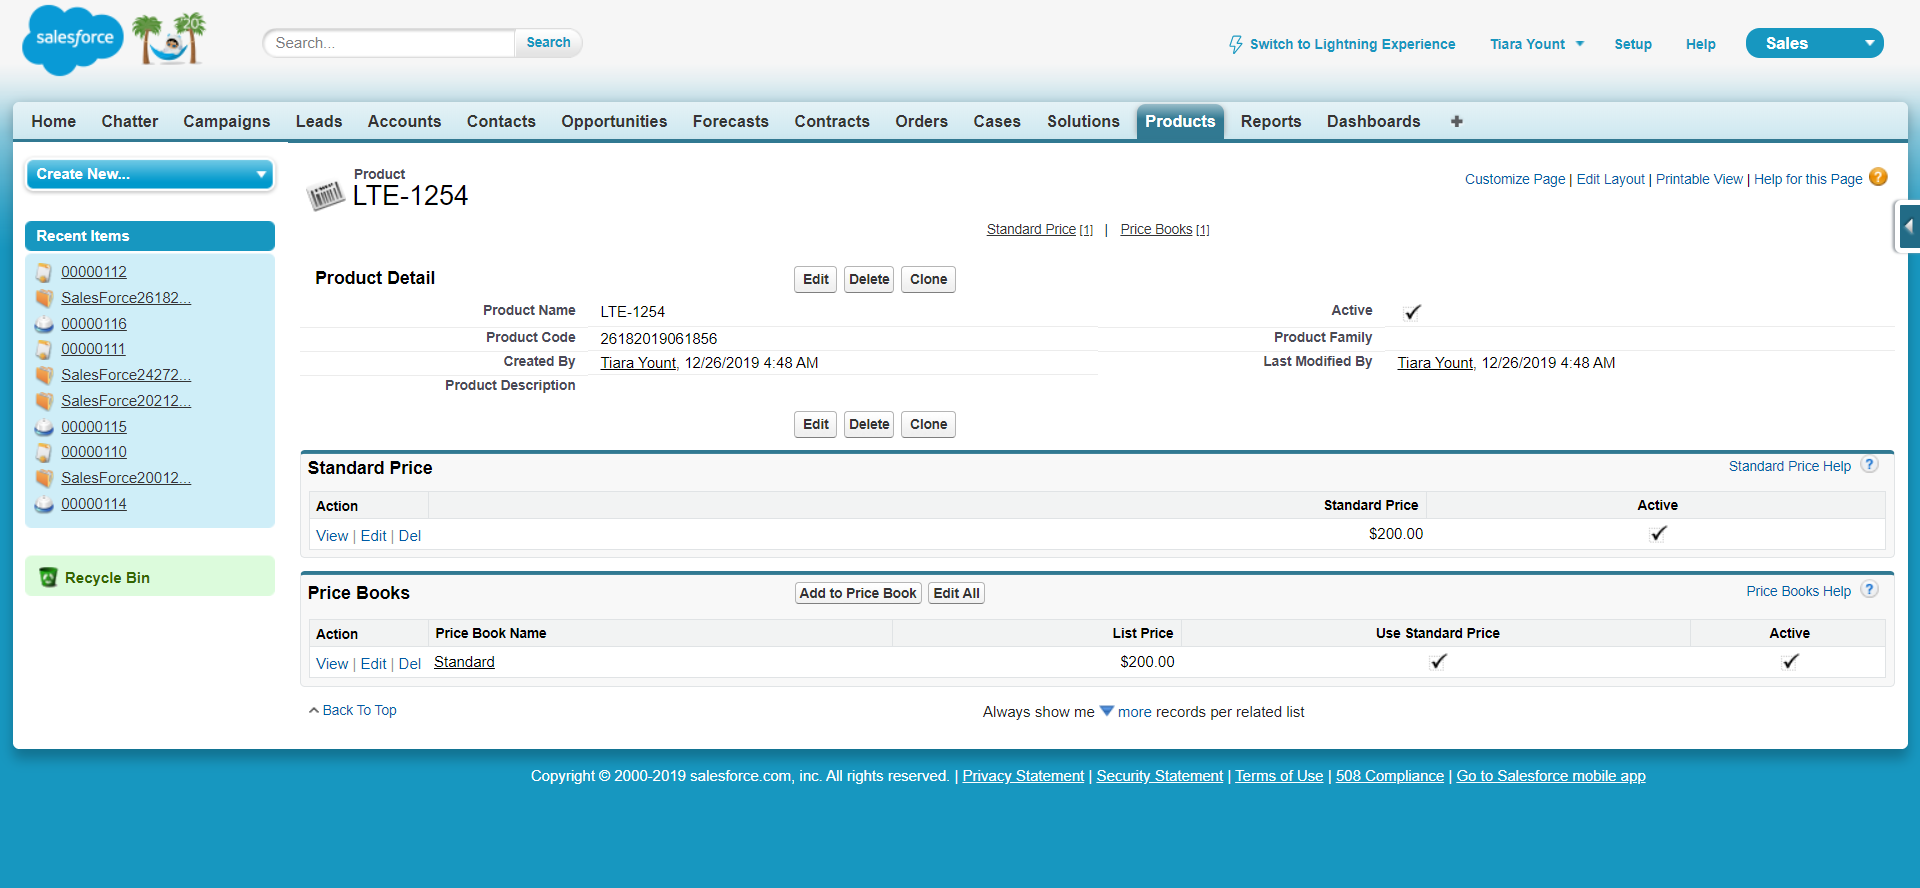 salesforce
20
Search...
Search
Switch to Lightning Experience
Tiara Yount
Setup
Help
Sales
Home Chatter Campaigns Leads Accounts Contacts Opportunities Forecasts Contracts Orders Cases Solutions Products Reports Dashboards +
Create New...
Recent Items
00000112
SalesForce26182...
00000116
00000111
SalesForce24272...
SalesForce20212...
00000115
00000110
SalesForce20012...
00000114
Recycle Bin
Product
LTE-1254
Customize Page | Edit Layout | Printable View | Help for this Page ?
Standard Price [1] | Price Books [1]
Product Detail
Edit Delete Clone
Product Name LTE-1254 Active
Product Code 26182019061856 Product Family
Created By Tiara Yount, 12/26/2019 4:48 AM Last Modified By Tiara Yount, 12/26/2019 4:48 AM
Product Description
Edit Delete Clone
Standard Price
Standard Price Help ?
Action Standard Price Active
View | Edit | Del $200.00
Price Books
Add to Price Book Edit All
Price Books Help ?
Action Price Book Name List Price Use Standard Price Active
View | Edit | Del Standard $200.00
Back To Top
Always show me more records per related list
Copyright © 2000-2019 salesforce.com, inc. All rights reserved. | Privacy Statement | Security Statement | Terms of Use | 508 Compliance | Go to Salesforce mobile app